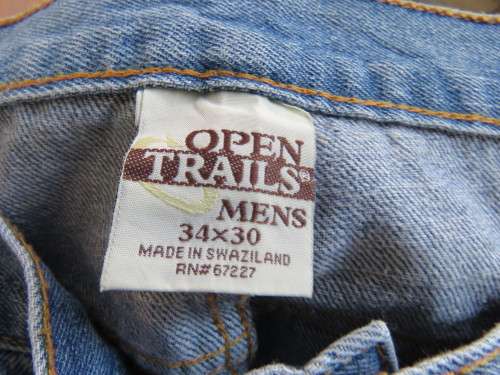 OPEN
TRAILS®
MENS
34×30
MADE IN SWAZILAND
RN#67227